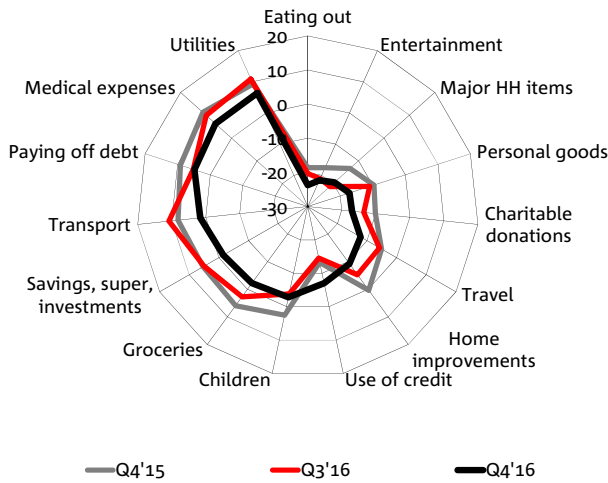 Eating out
20
Utilities
Entertainment
10
Medical expenses
Major HH items
0
-10
Paying off debt
Personal goods
-20
-30
Transport
Charitable
donations
Savings, super,
investments
Travel
Groceries
Home
improvements
Children
Use of credit
Q4'15
Q3'16
Q4'16